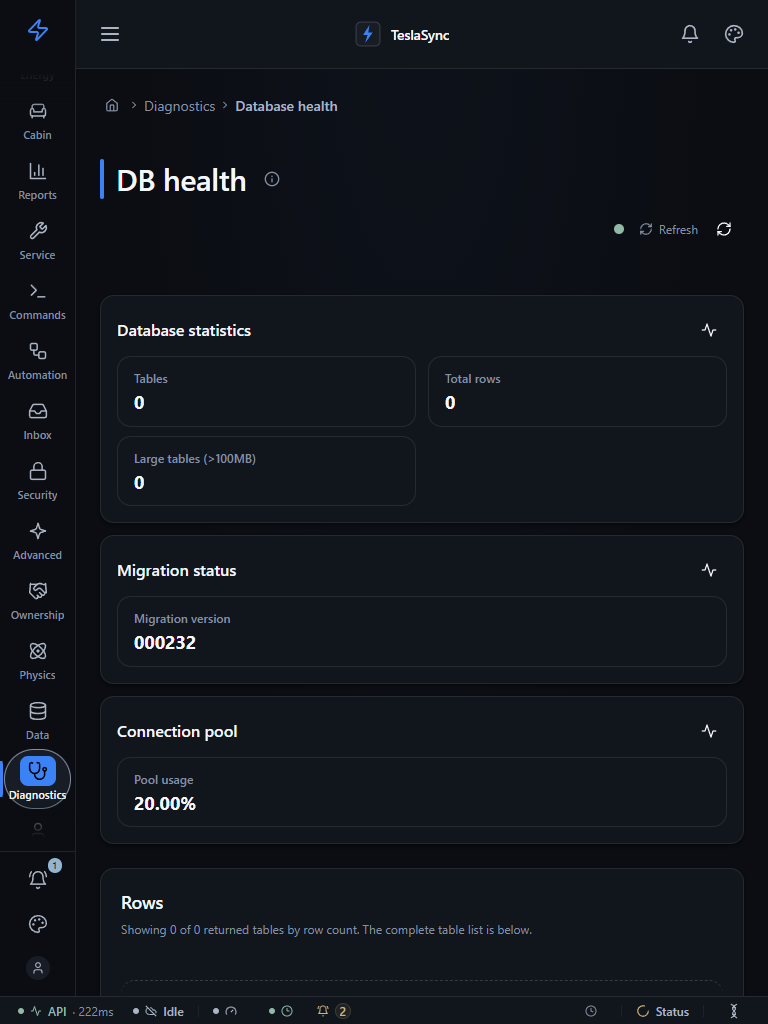 TeslaSync
Energy
Cabin
Reports
Service
Commands
Automation
Inbox
Security
Advanced
Ownership
Physics
Data
Diagnostics
1
Diagnostics > Database health
DB health
Refresh
Database statistics
Tables
0
Total rows
0
Large tables (>100MB)
0
Migration status
Migration version
000232
Connection pool
Pool usage
20.00%
Rows
Showing 0 of 0 returned tables by row count. The complete table list is below.
API · 222ms
Idle
2
Status